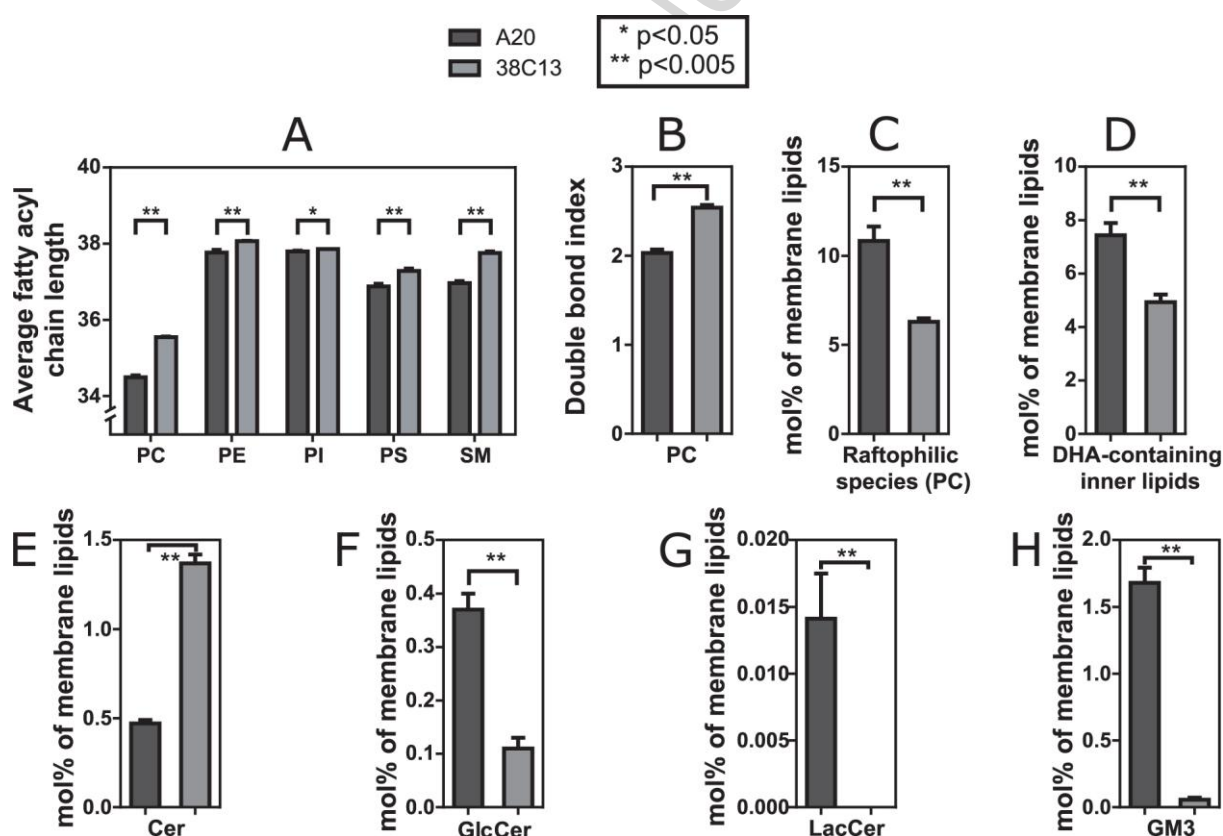 A20
38C13
* p<0.05
** p<0.005
A
Average fatty acyl
chain length
40
38
36
34
**
**
*
**
**
PC
PE
PI
PS
SM
B
Double bond index
3
2
1
0
**
PC
C
mol% of membrane lipids
15
10
5
0
**
Raftophilic
species (PC)
D
mol% of membrane lipids
10
8
6
4
2
0
**
DHA-containing
inner lipids
E
mol% of membrane lipids
1.5
1.0
0.5
0.0
**
Cer
F
mol% of membrane lipids
0.5
0.4
0.3
0.2
0.1
0.0
**
GlcCer
G
mol% of membrane lipids
0.020
0.015
0.010
0.005
0.000
**
LacCer
H
mol% of membrane lipids
2.0
1.5
1.0
0.5
0.0
**
GM3